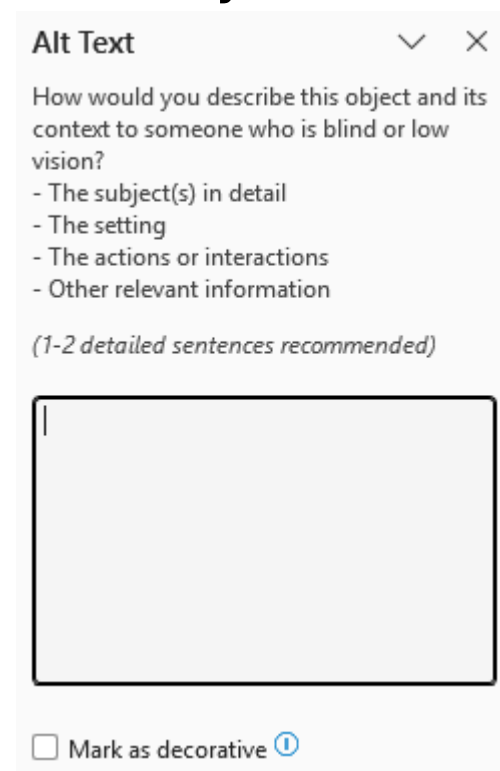 Alt Text
How would you describe this object and its
context to someone who is blind or low
vision?
- The subject(s) in detail
- The setting
- The actions or interactions
- Other relevant information
(1-2 detailed sentences recommended)
Mark as decorative